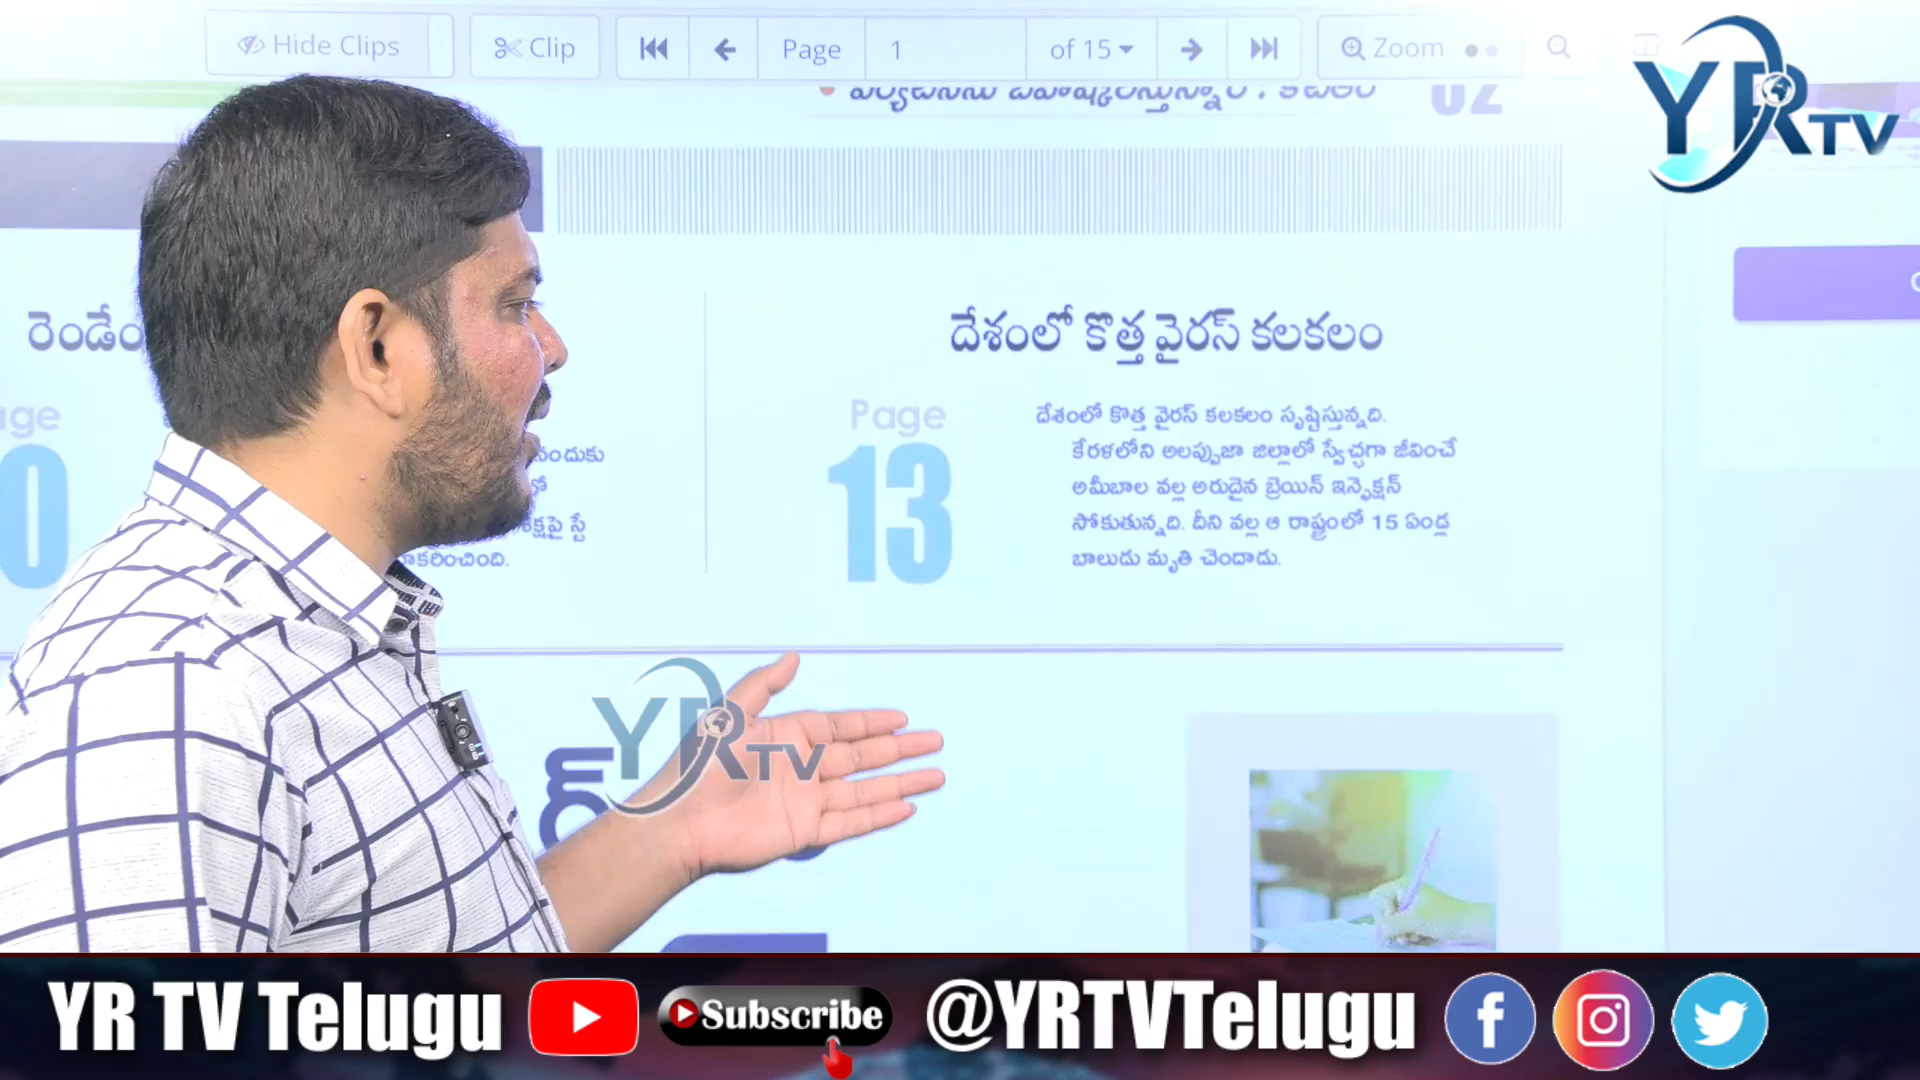 Hide Clips
Clip
Page
1
of 15
Zoom
YR TV
02
రెండేం
దేశంలో కొత్త వైరస్ కలకలం
Page
13
దేశంలో కొత్త వైరస్ కలకలం సృష్టిస్తున్నది.
కేరళలోని అలప్పుజా జిల్లాలో స్వేచ్ఛగా జీవించే
అమీబాల వల్ల అరుదైన బ్రెయిన్ ఇన్ఫెక్షన్
సోకుతున్నది. దీని వల్ల ఆ రాష్ట్రంలో 15 ఏండ్ల
బాలుడు మృతి చెందాడు.
YR TV
YR TV Telugu
Subscribe
@YRTVTelugu